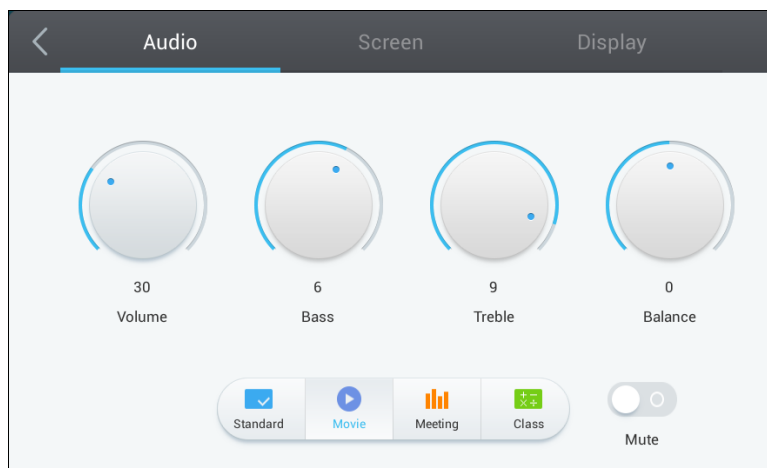 Audio Screen Display
30 6 9 0
Volume Bass Treble Balance
Standard Movie Meeting Class
Mute